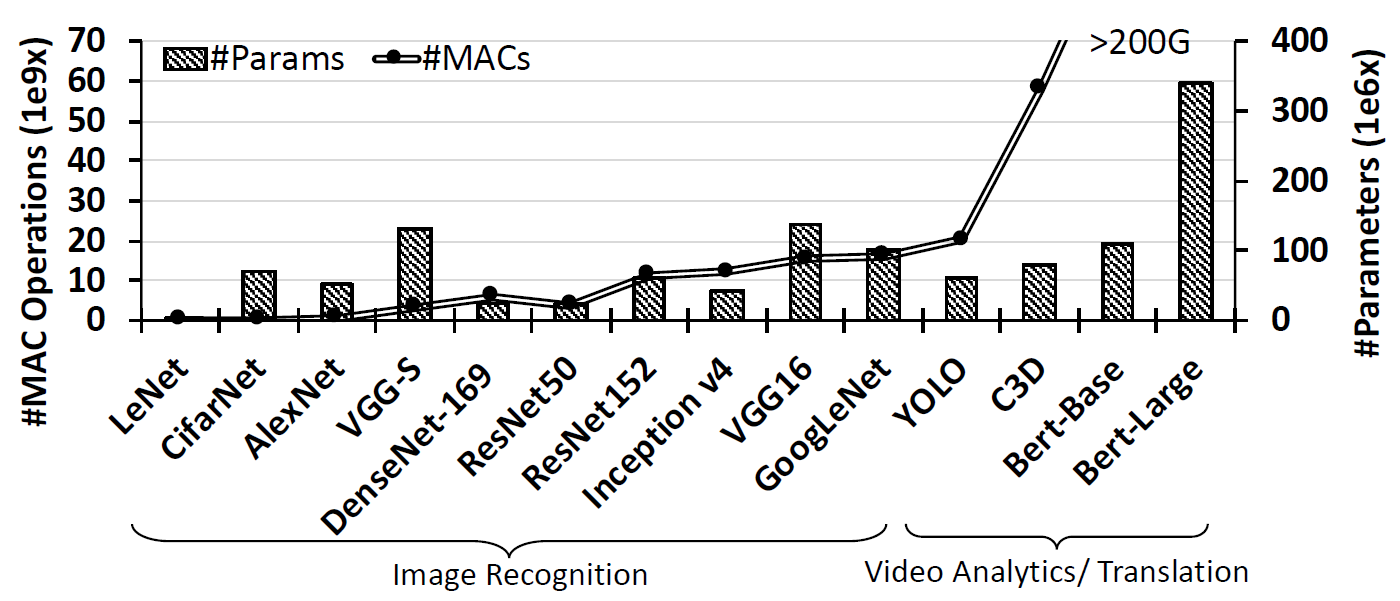 #MAC Operations (1e9x)
70
60
50
40
30
20
10
0
#Params
#MACs
>200G
400
300
200
100
0
#Parameters (1e6x)
LeNet
CifarNet
AlexNet
VGG-S
DenseNet-169
ResNet50
ResNet152
Inception v4
VGG16
GoogLeNet
YOLO
C3D
Bert-Base
Bert-Large
Image Recognition
Video Analytics/ Translation